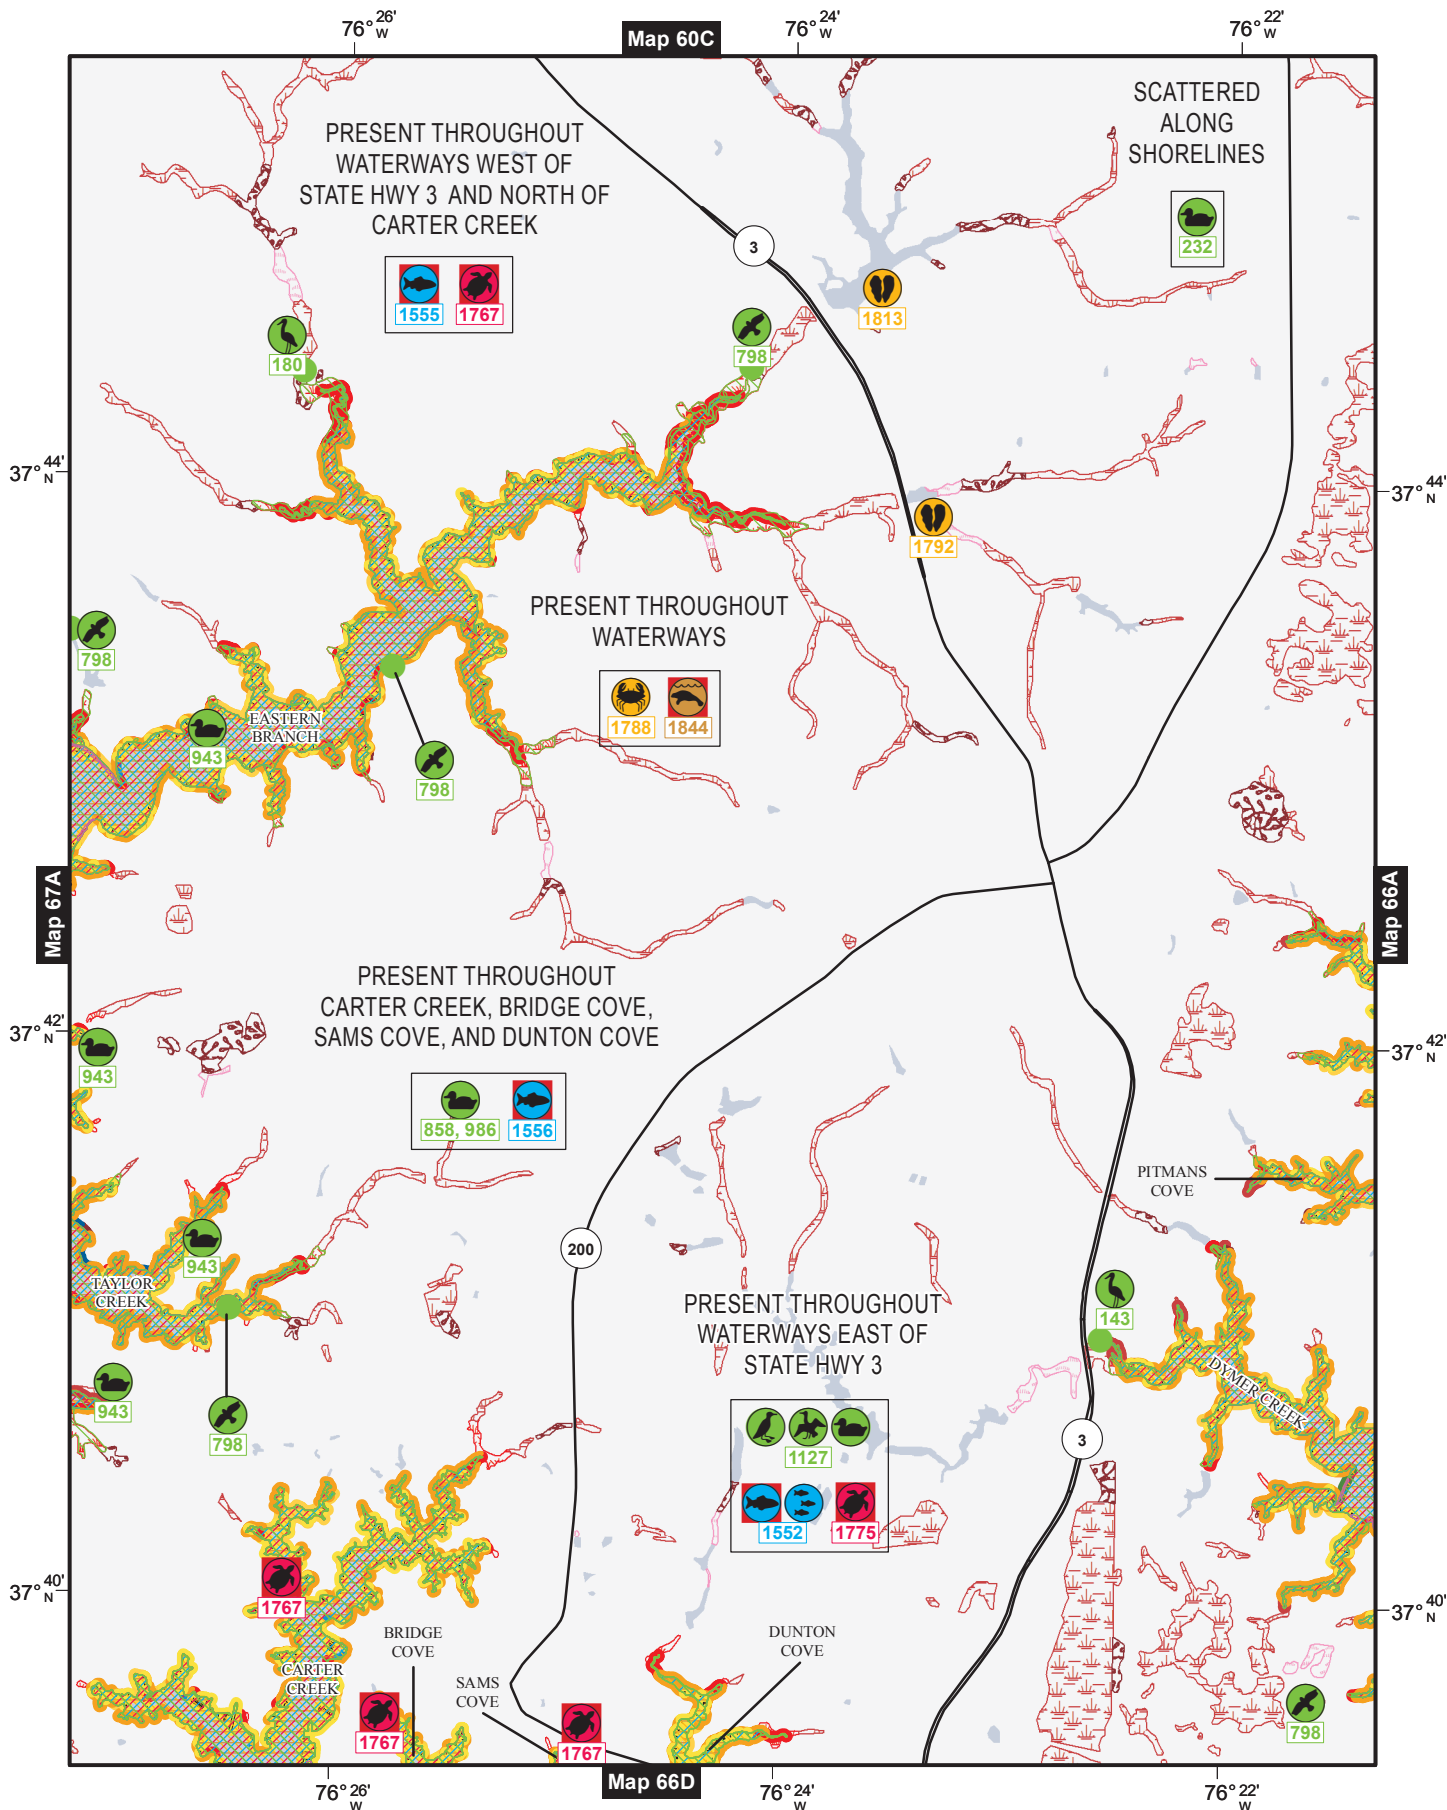 76° 26' W
76° 24' W
76° 22' W
Map 60C
SCATTERED
ALONG
SHORELINES
232
PRESENT THROUGHOUT
WATERWAYS WEST OF
STATE HWY 3 AND NORTH OF
CARTER CREEK
1555 1767
3
1813
180
798
37° 44' N
37° 44' N
1792
PRESENT THROUGHOUT
WATERWAYS
1788 1844
798
943
EASTERN
BRANCH
798
Map 67A
Map 66A
PRESENT THROUGHOUT
CARTER CREEK, BRIDGE COVE,
SAMS COVE, AND DUNTON COVE
858, 986 1556
37° 42' N
37° 42' N
943
PITMANS
COVE
943
200
TAYLOR
CREEK
143
PRESENT THROUGHOUT
WATERWAYS EAST OF
STATE HWY 3
1127
1552 1775
DYMER CREEK
943
798
3
37° 40' N
37° 40' N
1767
BRIDGE
COVE
DUNTON
COVE
CARTER
CREEK
SAMS
COVE
1767
1767
798
Map 66D
76° 26' W
76° 24' W
76° 22' W